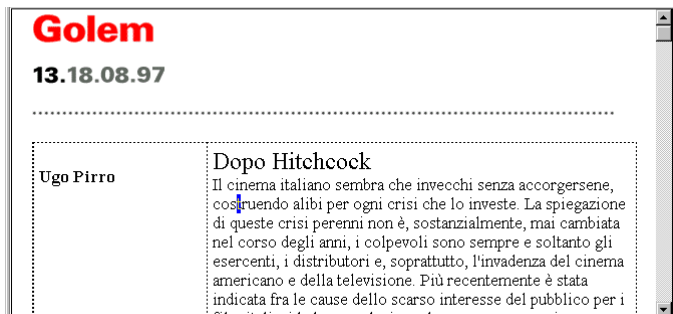 Golem
13.18.08.97
Ugo Pirro
Dopo Hitchcock
Il cinema italiano sembra che invecchi senza accorgersene,
costruendo alibi per ogni crisi che lo investe. La spiegazione
di queste crisi perenni non è, sostanzialmente, mai cambiata
nel corso degli anni, i colpevoli sono sempre e soltanto gli
esercenti, i distributori e, soprattutto, l'invadenza del cinema
americano e della televisione. Più recentemente è stata
indicata fra le cause dello scarso interesse del pubblico per i